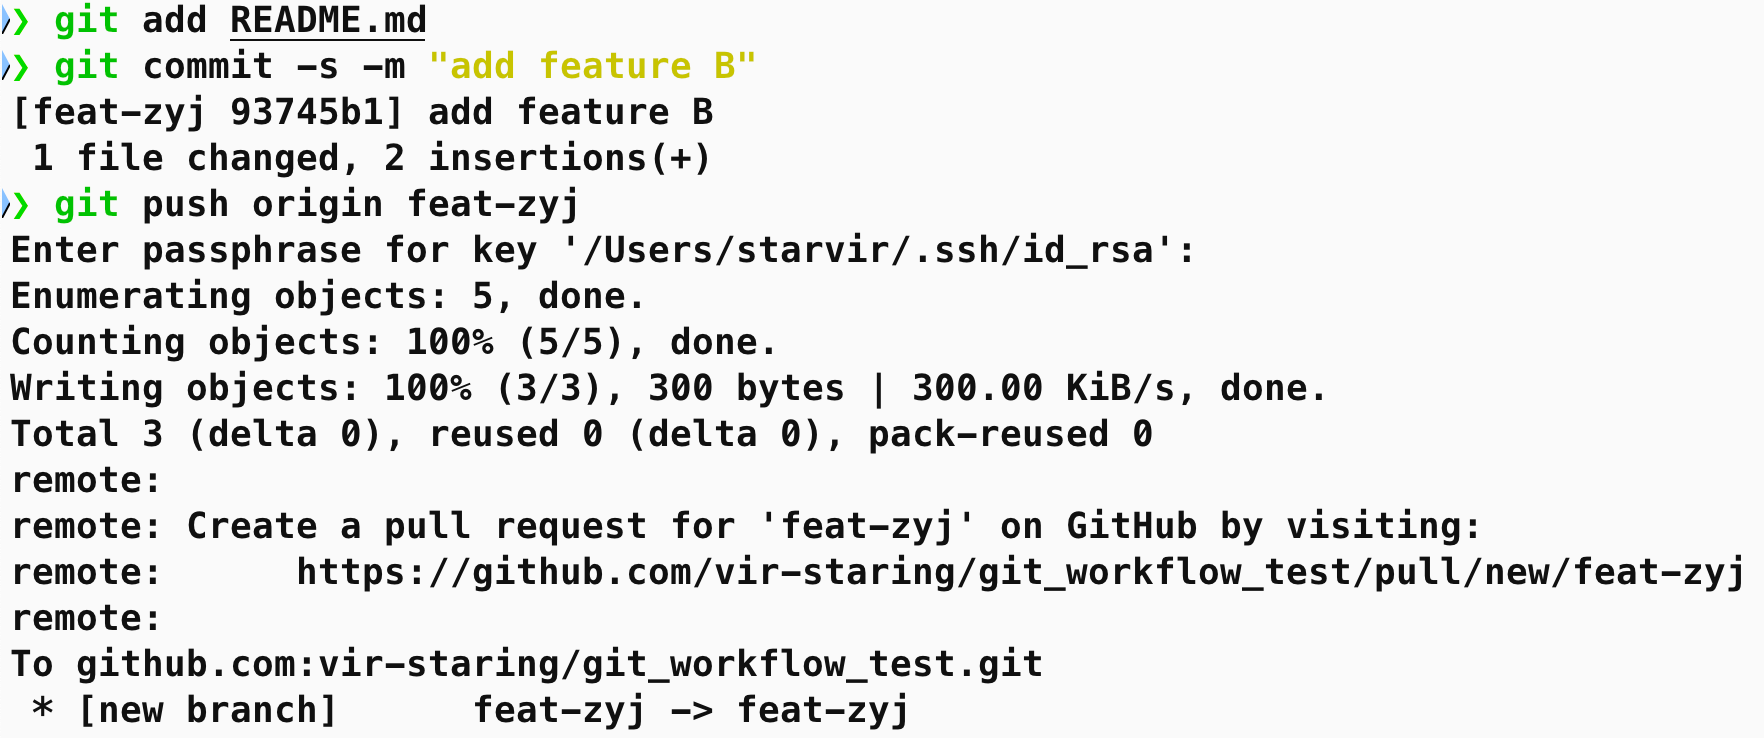 ❯ git add README.md
❯ git commit -s -m "add feature B"
[feat-zyj 93745b1] add feature B
 1 file changed, 2 insertions(+)
❯ git push origin feat-zyj
Enter passphrase for key '/Users/starvir/.ssh/id_rsa':
Enumerating objects: 5, done.
Counting objects: 100% (5/5), done.
Writing objects: 100% (3/3), 300 bytes | 300.00 KiB/s, done.
Total 3 (delta 0), reused 0 (delta 0), pack-reused 0
remote:
remote: Create a pull request for 'feat-zyj' on GitHub by visiting:
remote:      https://github.com/vir-staring/git_workflow_test/pull/new/feat-zyj
remote:
To github.com:vir-staring/git_workflow_test.git
 * [new branch]      feat-zyj -> feat-zyj